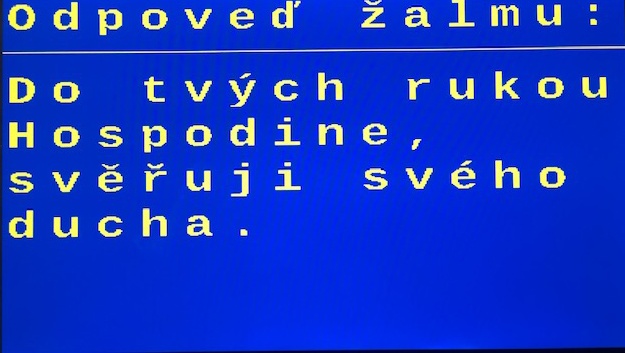 Odpoveď žalmu:
Do tvých rukou
Hospodine,
svěřuji svého
ducha.